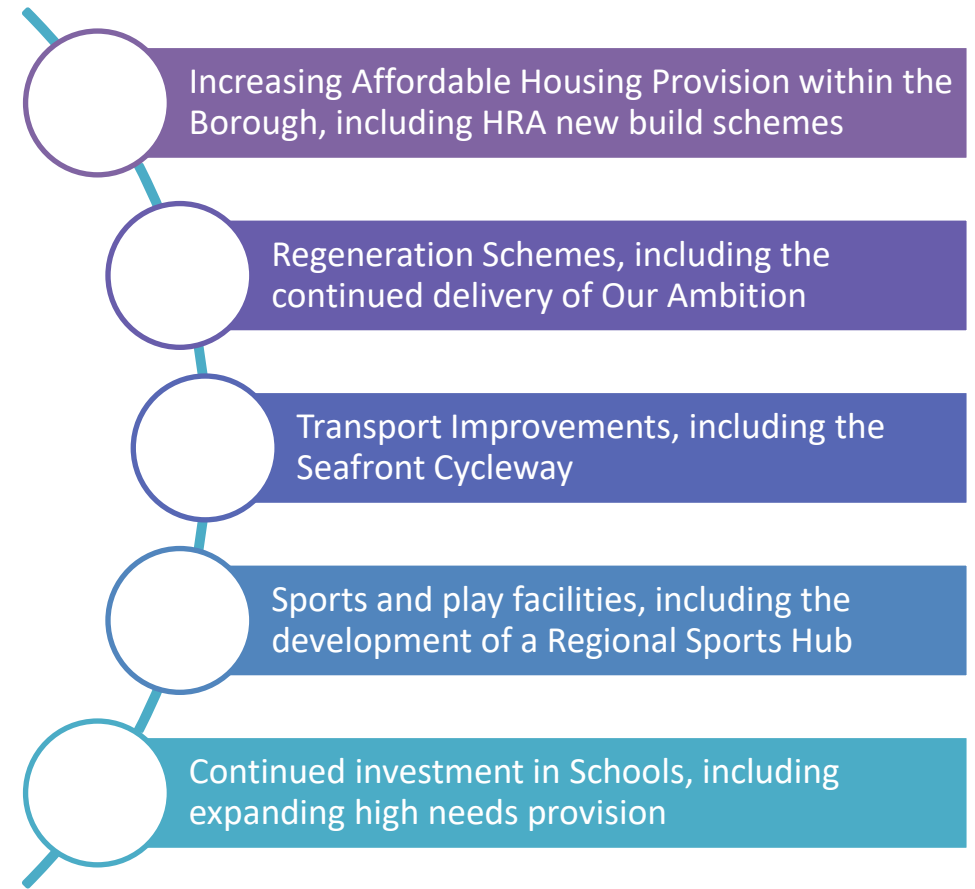 Increasing Affordable Housing Provision within the
Borough, including HRA new build schemes
Regeneration Schemes, including the
continued delivery of Our Ambition
Transport Improvements, including the
Seafront Cycleway
Sports and play facilities, including the
development of a Regional Sports Hub
Continued investment in Schools, including
expanding high needs provision